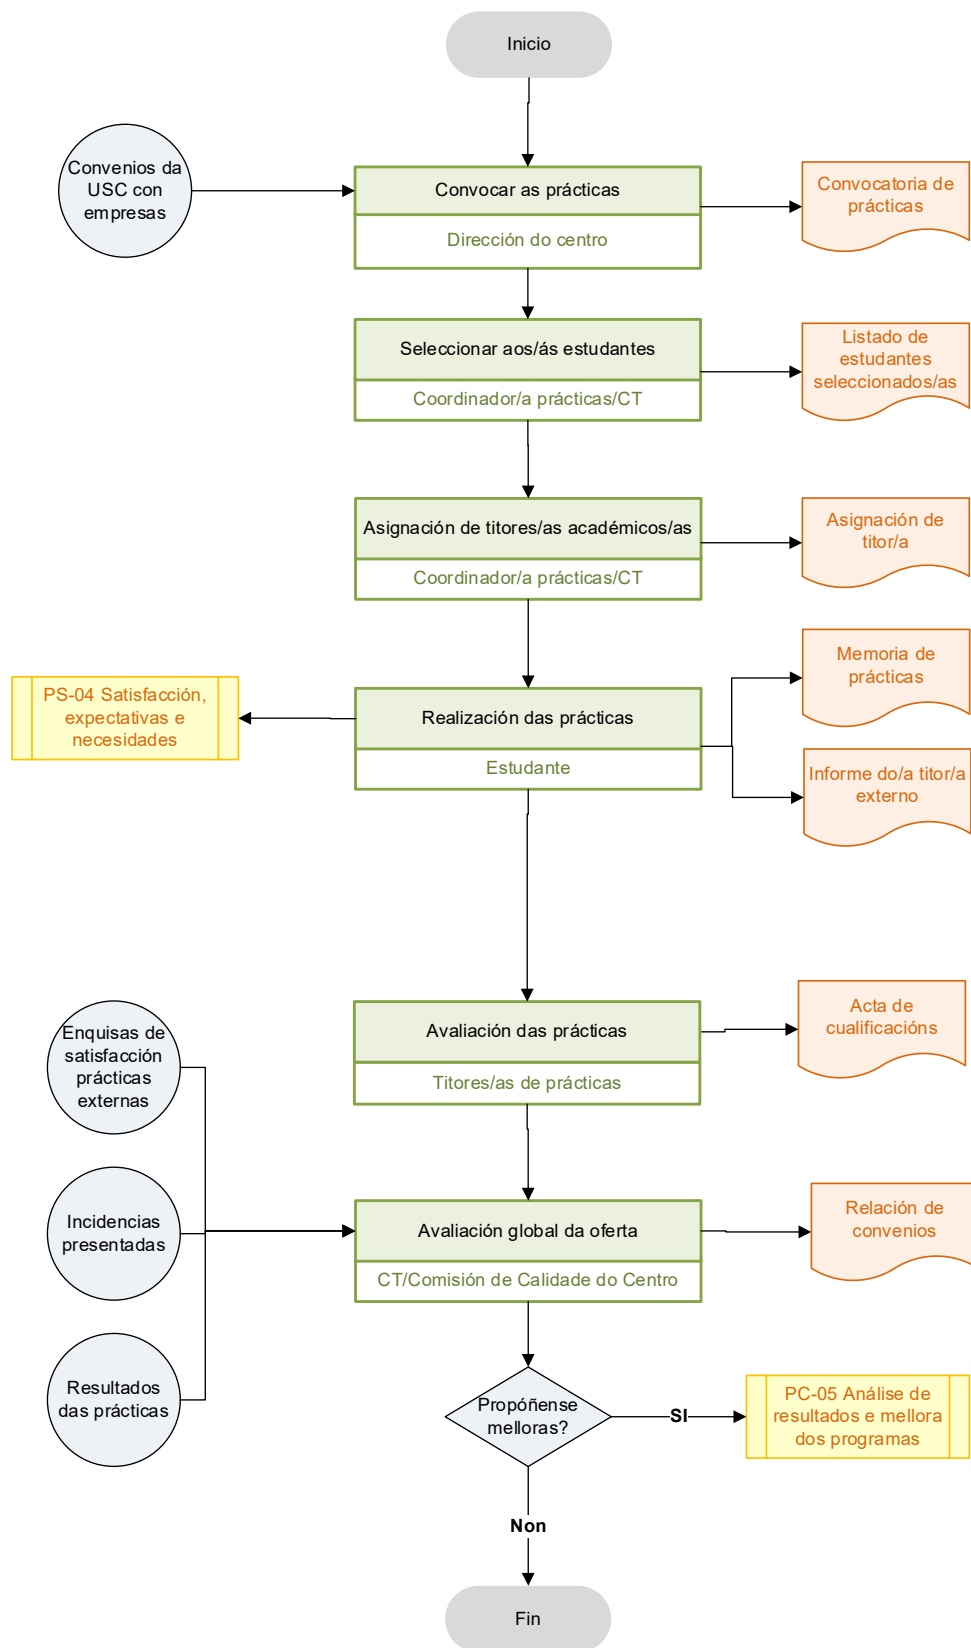 Inicio
Convenios da
USC con
empresas
Convocar as prácticas
Dirección do centro
Convocatoria de
prácticas
Seleccionar aos/ás estudantes
Coordinador/a prácticas/CT
Listado de
estudantes
seleccionados/as
Asignación de titores/as académicos/as
Coordinador/a prácticas/CT
Asignación de
titor/a
Memoria de
prácticas
PS-04 Satisfacción,
expectativas e
necesidades
Realización das prácticas
Estudante
Informe do/a titor/a
externo
Enquisas de
satisfacción
prácticas
externas
Avaliación das prácticas
Titores/as de prácticas
Acta de
cualificacións
Incidencias
presentadas
Avaliación global da oferta
CT/Comisión de Calidade do Centro
Relación de
convenios
Resultados
das prácticas
Propóñense
melloras?
SI
PC-05 Análise de
resultados e mellora
dos programas
Non
Fin